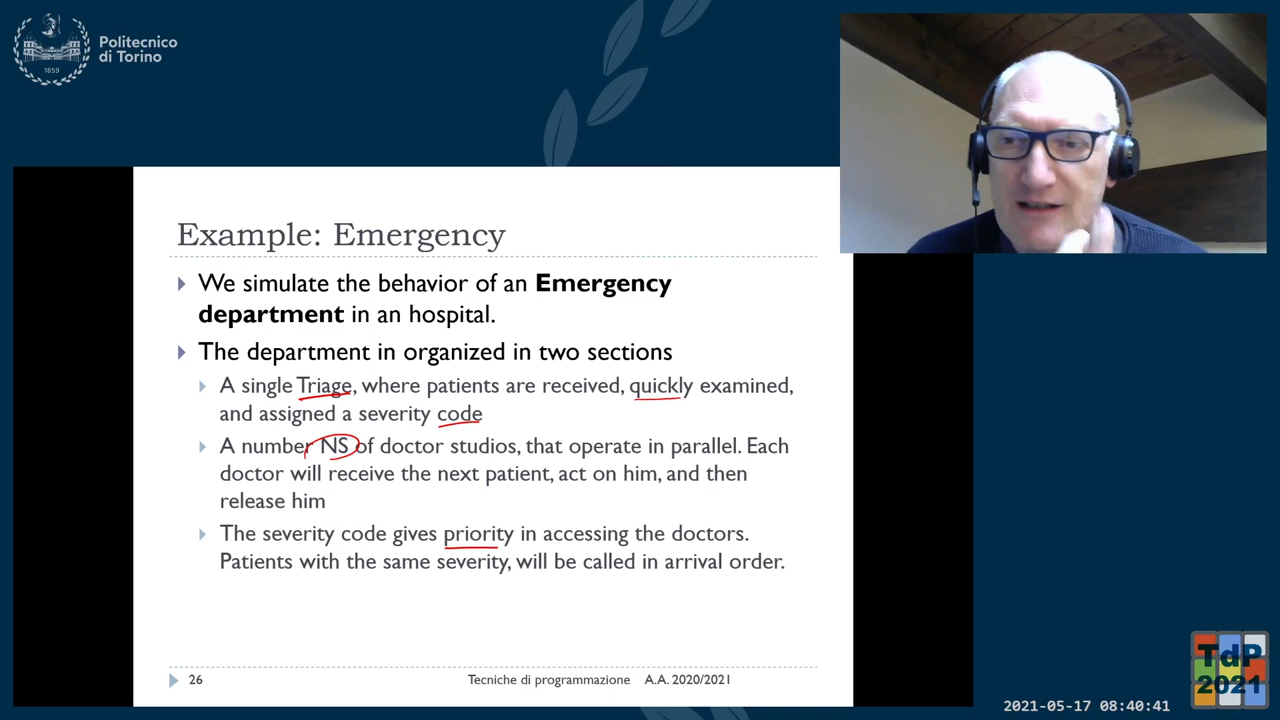 Politecnico
di Torino
1859
Example: Emergency
We simulate the behavior of an Emergency
department in an hospital.
The department in organized in two sections
A single Triage, where patients are received, quickly examined,
and assigned a severity code
A number NS of doctor studios, that operate in parallel. Each
doctor will receive the next patient, act on him, and then
release him
The severity code gives priority in accessing the doctors.
Patients with the same severity, will be called in arrival order.
26
Tecniche di programmazione A.A. 2020/2021
TdP
2021
2021-05-17 08:40:41